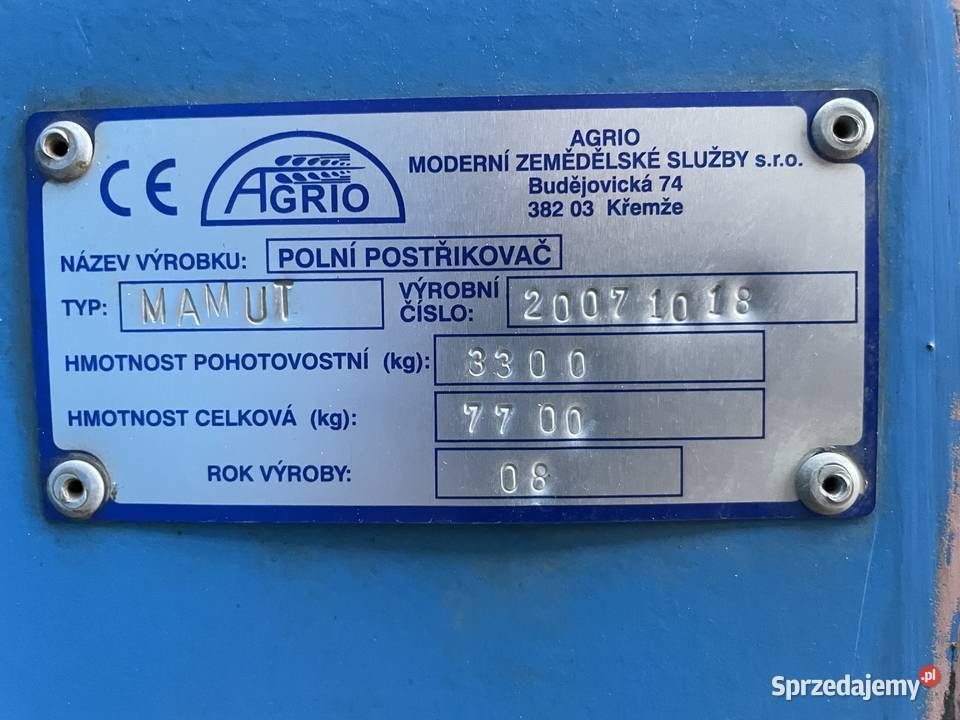 CE
AGRIO
AGRIO
MODERNÍ ZEMĚDĚLSKÉ SLUŽBY s.r.o.
Budějovická 74
382 03 Křemže
NÁZEV VÝROBKU: POLNÍ POSTŘIKOVAČ
TYP: MAMUT VÝROBNÍ ČÍSLO: 20071018
HMOTNOST POHOTOVOSTNÍ (kg): 3300
HMOTNOST CELKOVÁ (kg): 7700
ROK VÝROBY: 08
Sprzedajemy.pl